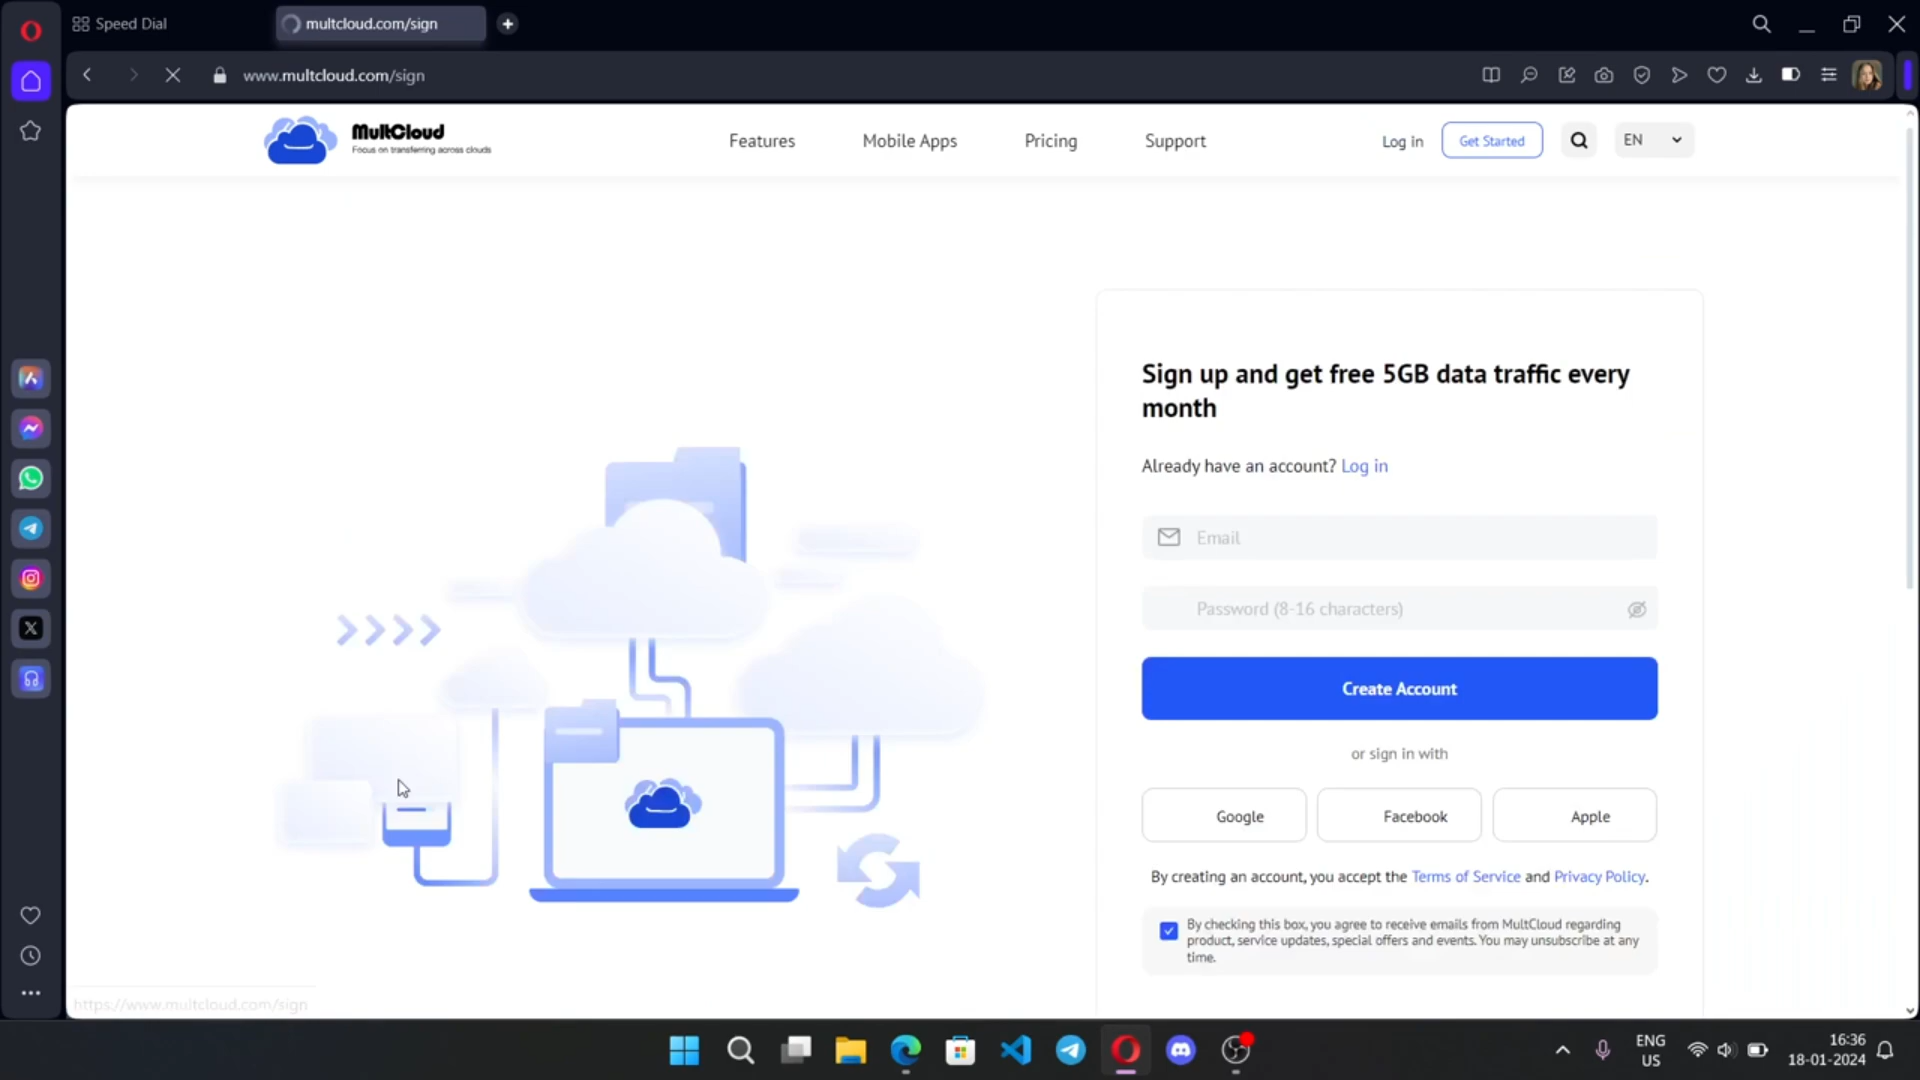 Speed Dial
multcloud.com/sign
www.multcloud.com/sign
MultCloud
Focus on transferring across clouds
Features
Mobile Apps
Pricing
Support
Log in
Get Started
EN
Sign up and get free 5GB data traffic every
month
Already have an account? Log in
Email
Password (8-16 characters)
Create Account
or sign in with
Google
Facebook
Apple
By creating an account, you accept the Terms of Service and Privacy Policy.
By checking this box, you agree to receive emails from MultCloud regarding
product, service updates, special offers and events. You may unsubscribe at any
time.
https://www.multcloud.com/sign
ENG
US
16:36
18-01-2024